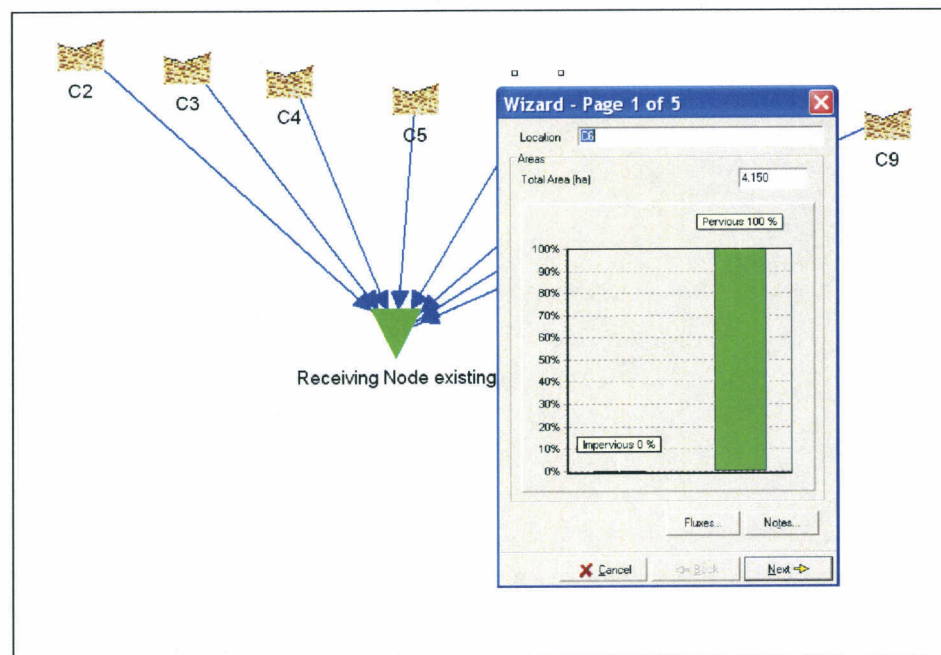 C2
C3
C4
C5
C9
Receiving Node existing
Wizard - Page 1 of 5
Location C6
Areas
Total Area (ha) 4.150
Pervious 100 %
100%
90%
80%
70%
60%
50%
40%
30%
20%
10%
0%
Impervious 0 %
Fluxes...
Notes...
Cancel
Back
Next